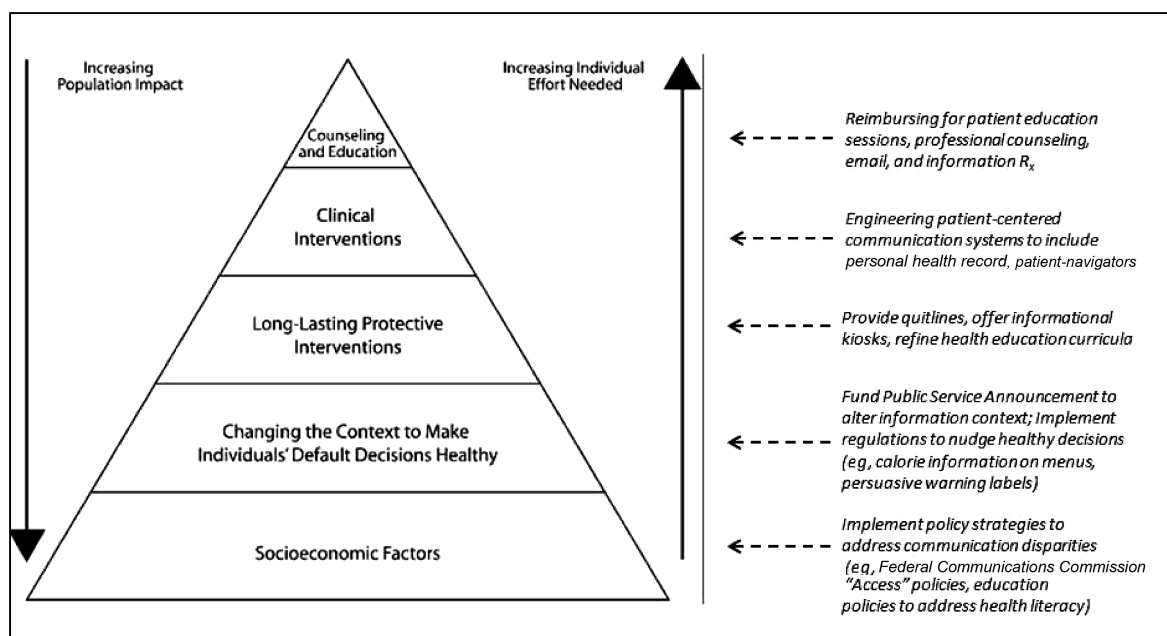 Increasing
Population Impact
Increasing Individual
Effort Needed
Counseling
and Education
Clinical
Interventions
Long-Lasting Protective
Interventions
Changing the Context to Make
Individuals' Default Decisions Healthy
Socioeconomic Factors
Reimbursing for patient education
sessions, professional counseling,
email, and information Rₓ
Engineering patient-centered
communication systems to include
personal health record, patient-navigators
Provide quitlines, offer informational
kiosks, refine health education curricula
Fund Public Service Announcement to
alter information context; Implement
regulations to nudge healthy decisions
(eg, calorie information on menus,
persuasive warning labels)
Implement policy strategies to
address communication disparities
(eg, Federal Communications Commission
"Access" policies, education
policies to address health literacy)